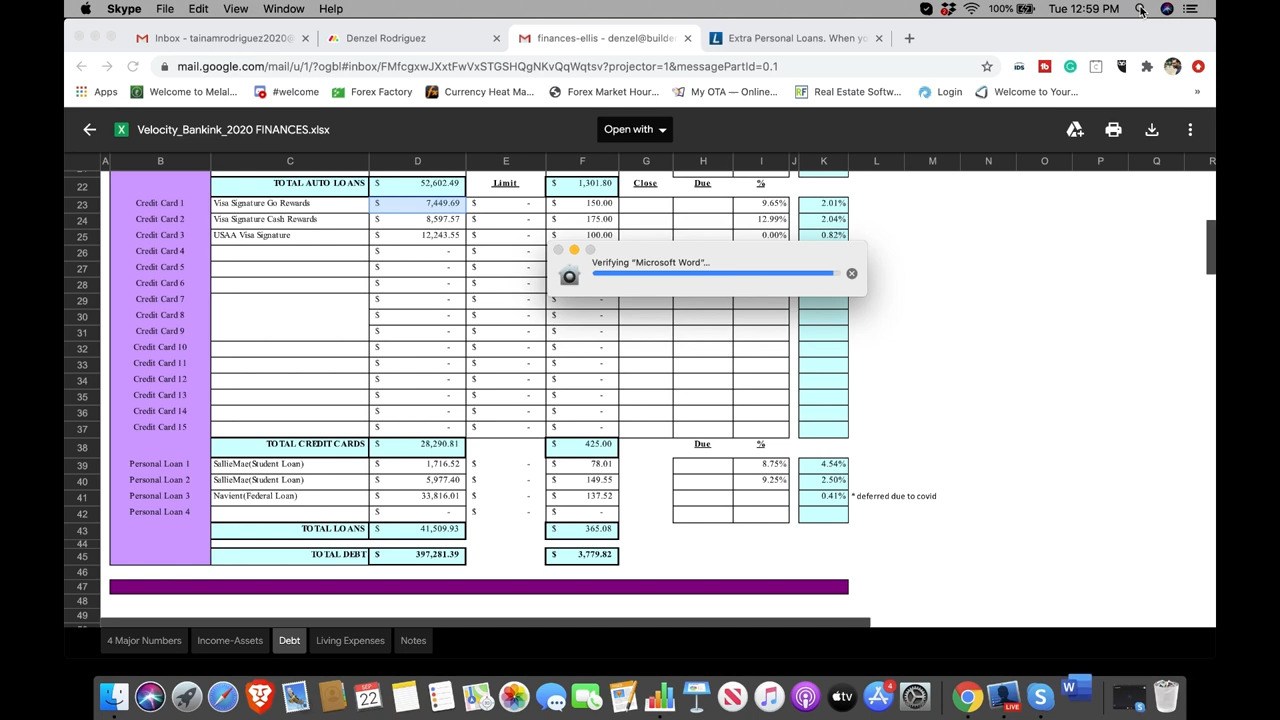 Skype File Edit View Window Help 100% Tue 12:59 PM
Inbox - tainamrodriguez2020@ Denzel Rodriguez finances-ellis - denzel@builde Extra Personal Loans. When yo
mail.google.com/mail/u/1/?ogbl#inbox/FMfcgxwJXxtFwVxSTGSHQgNKvQqWqtsv?projector=1&messagePartId=0.1
Apps Welcome to Melal... #welcome Forex Factory Currency Heat Ma... Forex Market Hour... My OTA — Online... Real Estate Softw... Login Welcome to Your... »
Velocity_Bankink_2020 FINANCES.xlsx Open with
A B C D E F G H I J K L M N O P Q R
22 TOTAL AUTO LOANS $ 52,602.49 Limit $ 1,301.80 Close Due %
23 Credit Card 1 Visa Signature Go Rewards $ 7,449.69 $ - $ 150.00 9.65% 2.01%
24 Credit Card 2 Visa Signature Cash Rewards $ 8,597.57 $ - $ 175.00 12.99% 2.04%
25 Credit Card 3 USAA Visa Signature $ 12,243.55 $ - $ 100.00 0.00% 0.82%
26 Credit Card 4 $ - $ -
Verifying “Microsoft Word”...
27 Credit Card 5 $ - $ -
28 Credit Card 6 $ - $ -
29 Credit Card 7 $ - $ - $ -
30 Credit Card 8 $ - $ - $ -
31 Credit Card 9 $ - $ - $ -
32 Credit Card 10 $ - $ - $ -
33 Credit Card 11 $ - $ - $ -
34 Credit Card 12 $ - $ - $ -
35 Credit Card 13 $ - $ - $ -
36 Credit Card 14 $ - $ - $ -
37 Credit Card 15 $ - $ - $ -
38 TOTAL CREDIT CARDS $ 28,290.81 $ 425.00 Due %
39 Personal Loan 1 SallieMae(Student Loan) $ 1,716.52 $ - $ 78.01 8.75% 4.54%
40 Personal Loan 2 SallieMae(Student Loan) $ 5,977.40 $ - $ 149.55 9.25% 2.50%
41 Personal Loan 3 Navient(Federal Loan) $ 33,816.01 $ - $ 137.52 0.41% * deferred due to covid
42 Personal Loan 4 $ - $ - $ -
43 TOTAL LOANS $ 41,509.93 $ 365.08
44
45 TOTAL DEBT $ 397,281.39 $ 3,779.82
46
47
48
49
4 Major Numbers Income-Assets Debt Living Expenses Notes
SEP 22 tv 4 LIVE W